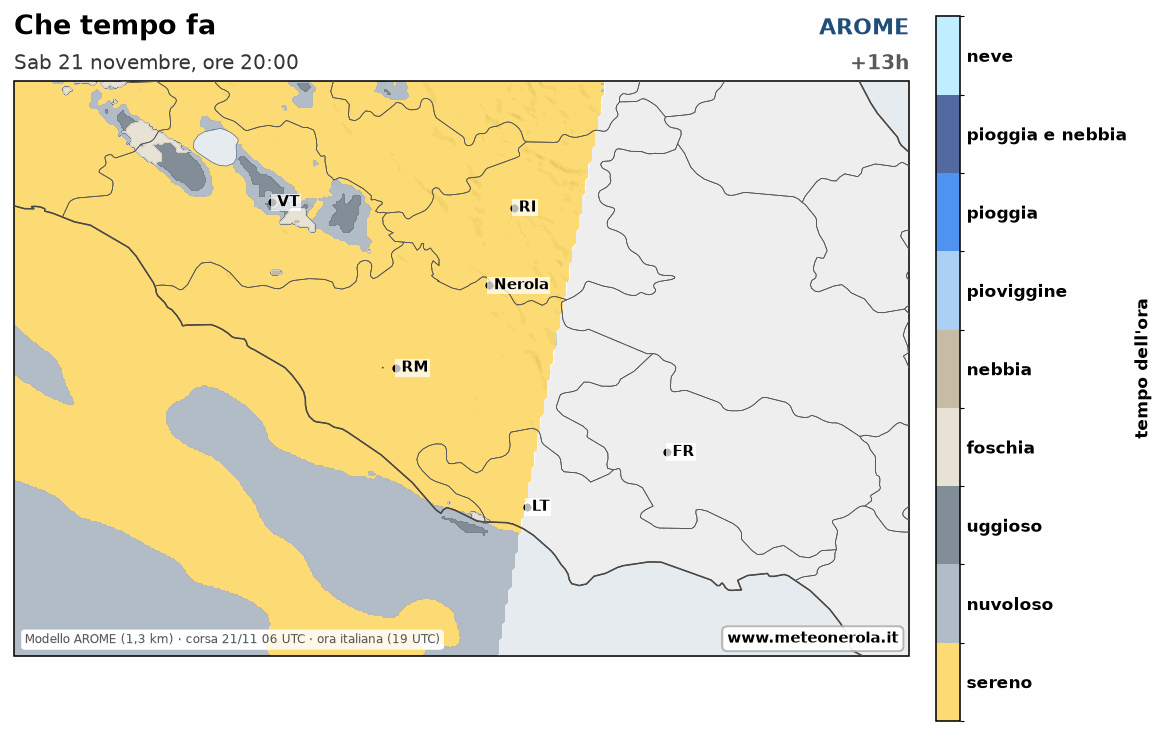 Che tempo fa
AROME
Sab 21 novembre, ore 20:00
+13h
VT
RI
Nerola
RM
FR
LT
Modello AROME (1,3 km) · corsa 21/11 06 UTC · ora italiana (19 UTC)
www.meteonerola.it
neve
pioggia e nebbia
pioggia
pioviggine
nebbia
foschia
uggioso
nuvoloso
sereno
tempo dell'ora